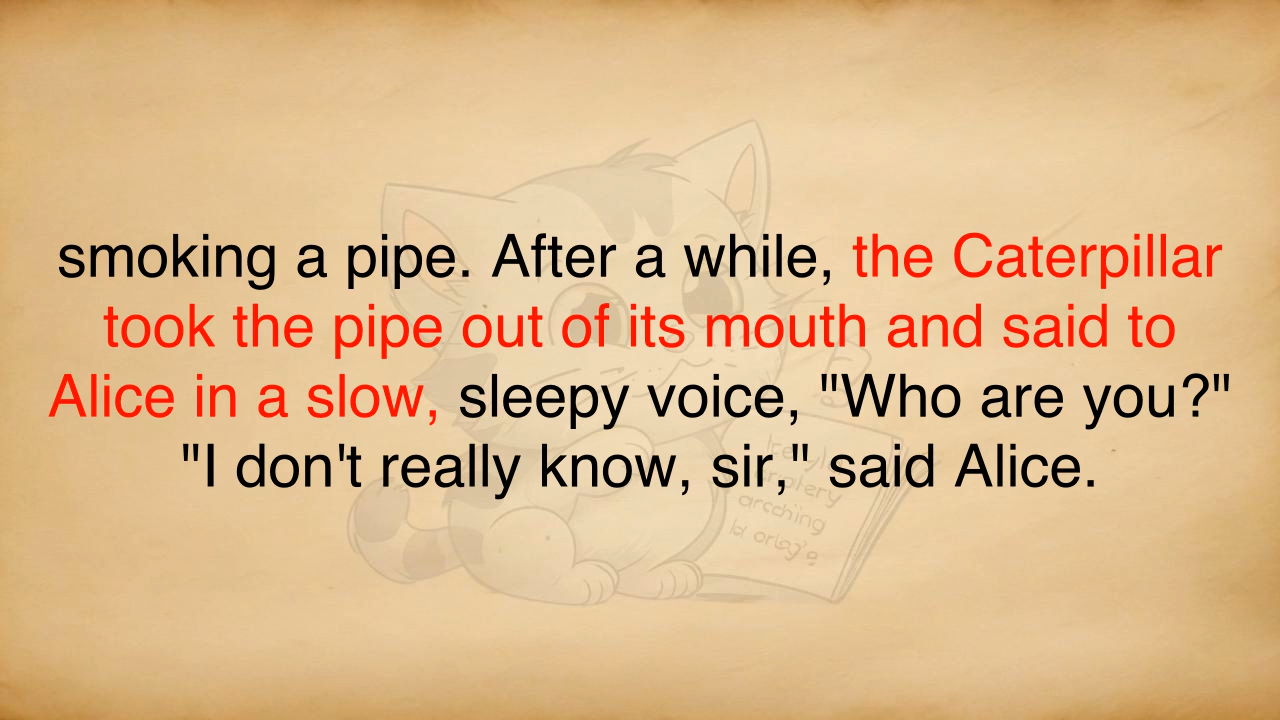 smoking a pipe. After a while, the Caterpillar
took the pipe out of its mouth and said to
Alice in a slow, sleepy voice, "Who are you?"
"I don't really know, sir," said Alice.
arcching